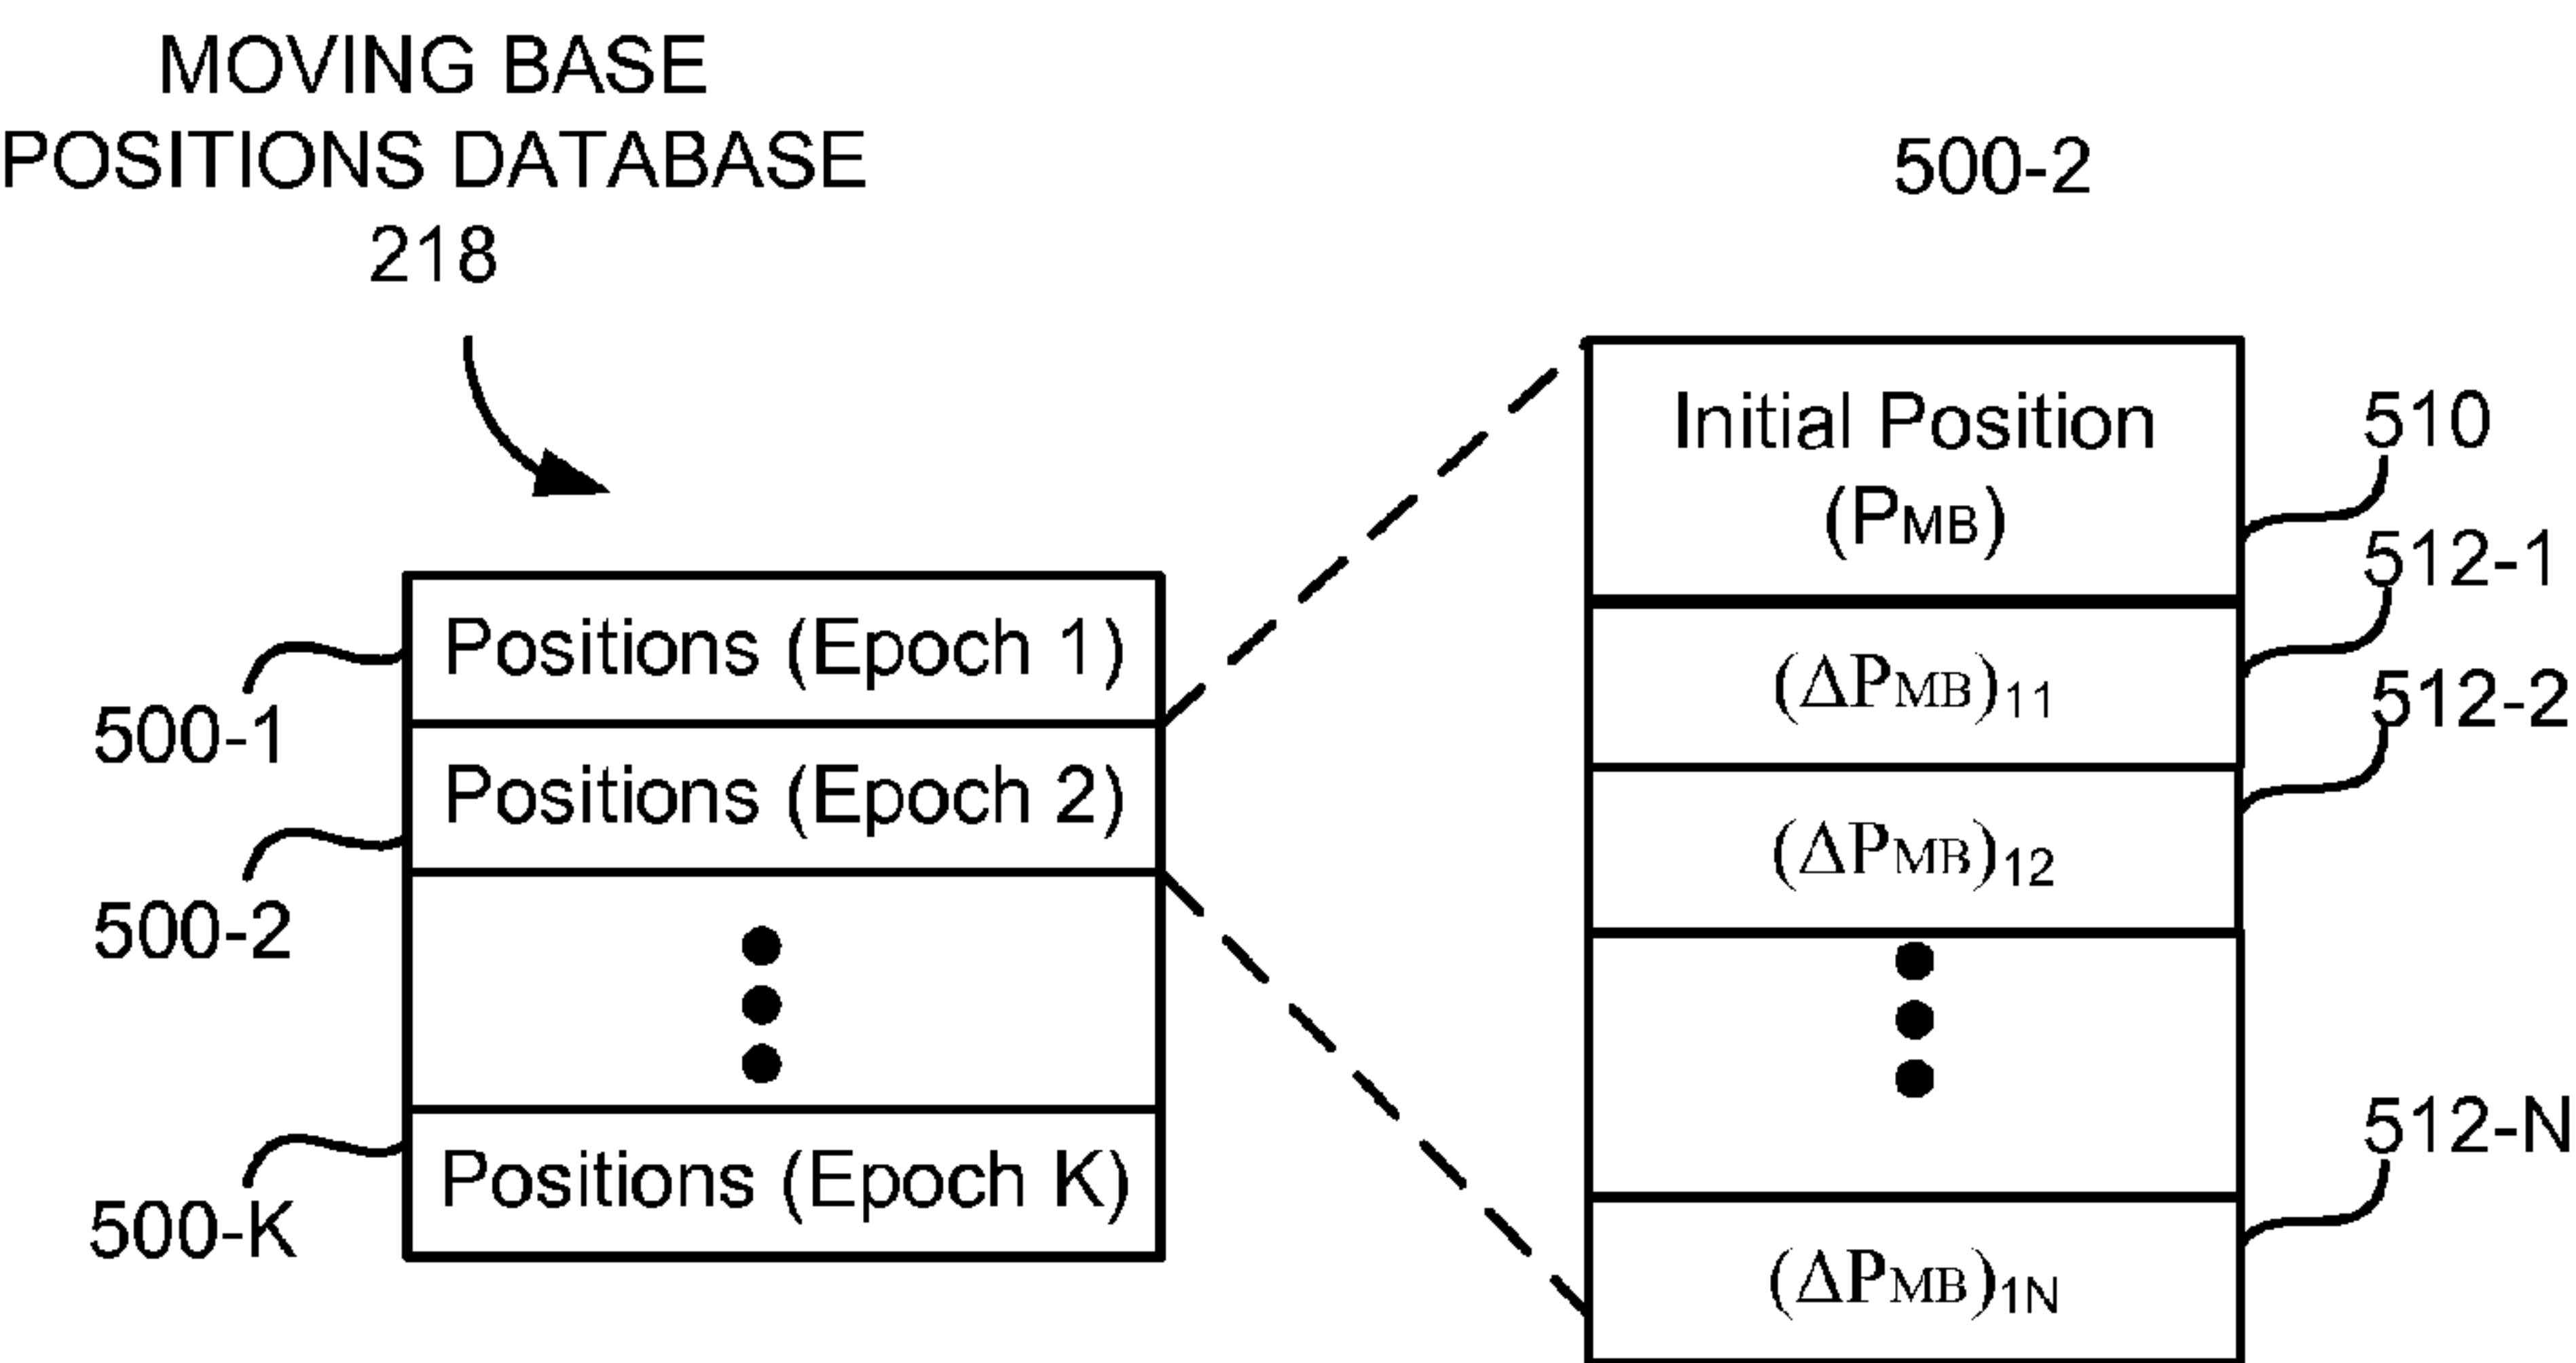 MOVING BASE
POSITIONS DATABASE
218
500-2
Positions (Epoch 1)
500-1
Positions (Epoch 2)
500-2
Positions (Epoch K)
500-K
Initial Position
(PMB)
510
(ΔPMB)11
512-1
(ΔPMB)12
512-2
(ΔPMB)1N
512-N